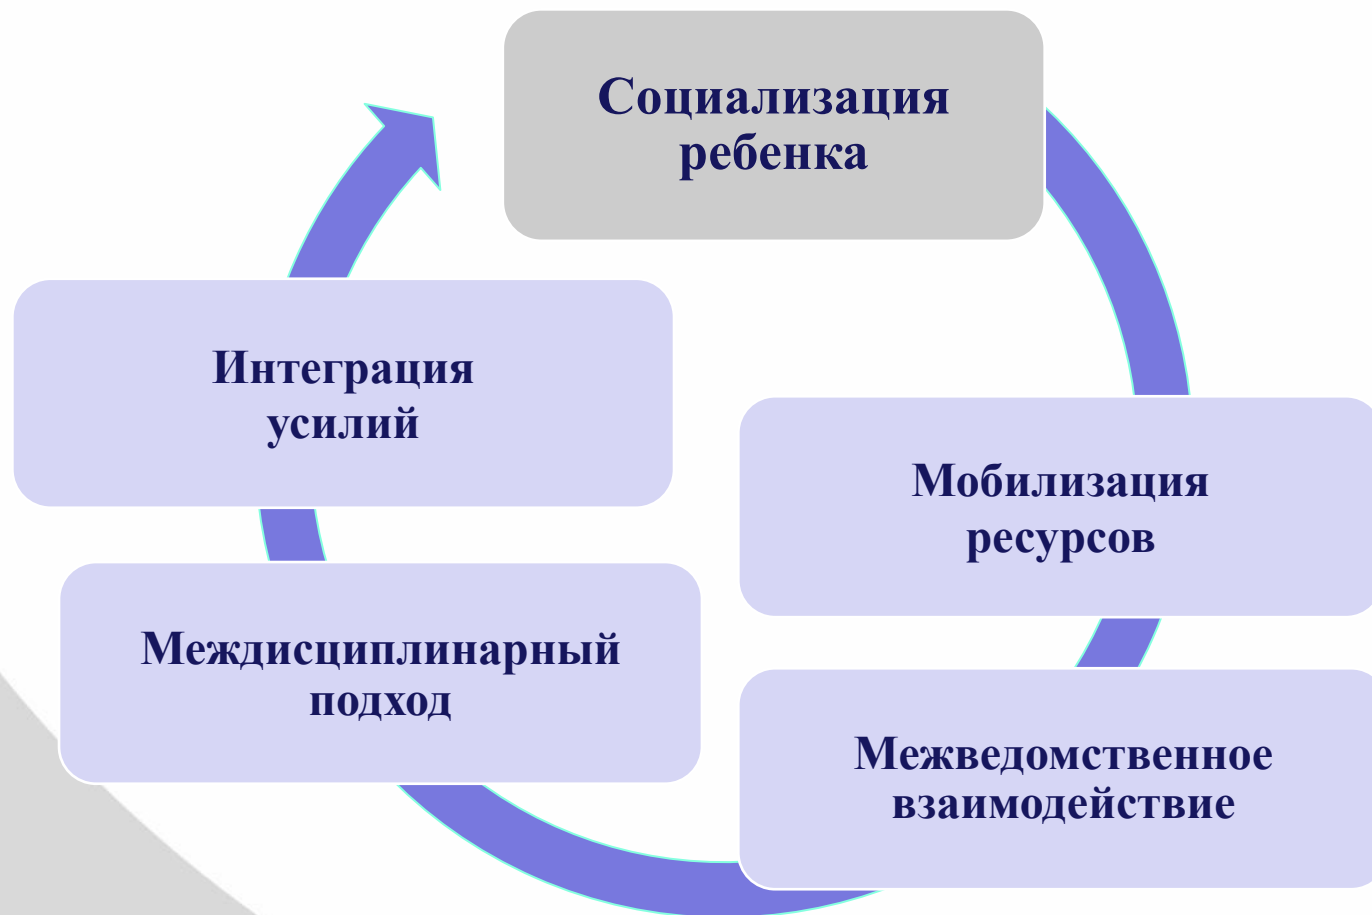 Социализация
ребенка
Интеграция
усилий
Мобилизация
ресурсов
Междисциплинарный
подход
Межведомственное
взаимодействие